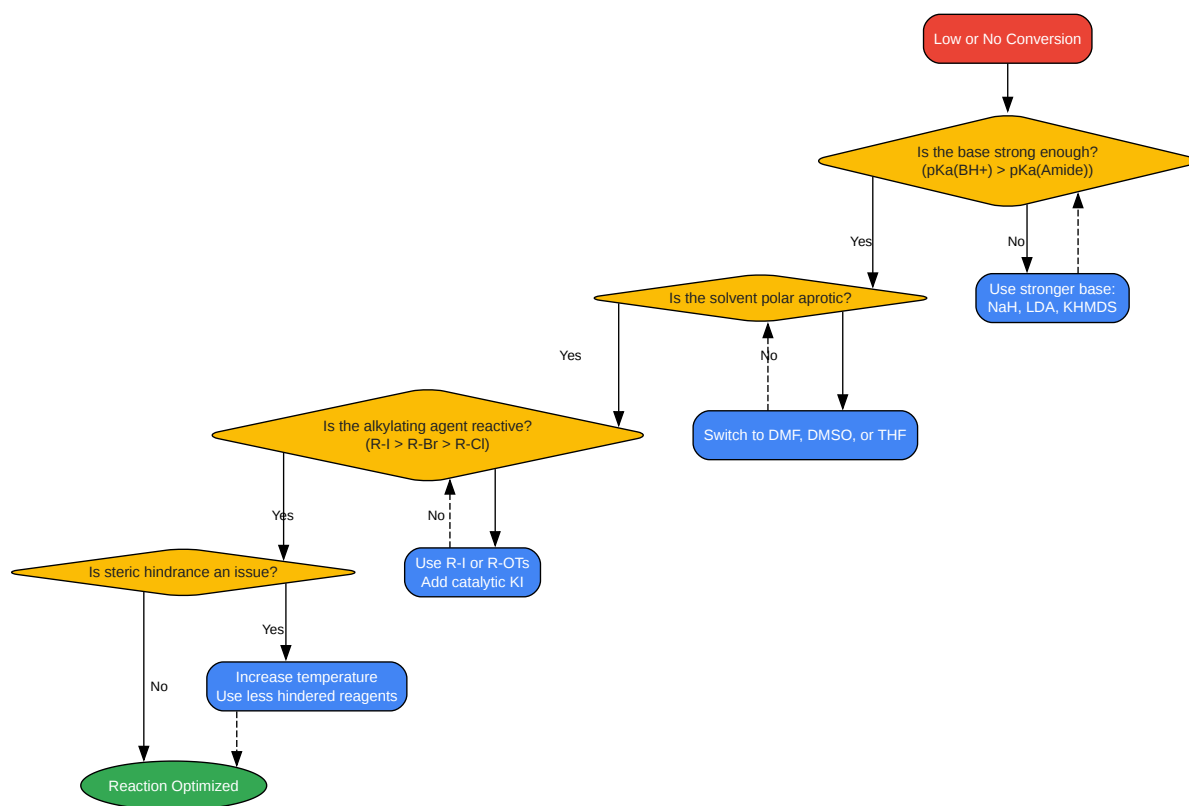 Low or No Conversion
Is the base strong enough?
(pKa(BH+) > pKa(Amide))
Yes
No
Use stronger base:
NaH, LDA, KHMDS
Is the solvent polar aprotic?
Yes
No
Switch to DMF, DMSO, or THF
Is the alkylating agent reactive?
(R-I > R-Br > R-Cl)
Yes
No
Use R-I or R-OTs
Add catalytic KI
Is steric hindrance an issue?
Yes
No
Increase temperature
Use less hindered reagents
Reaction Optimized